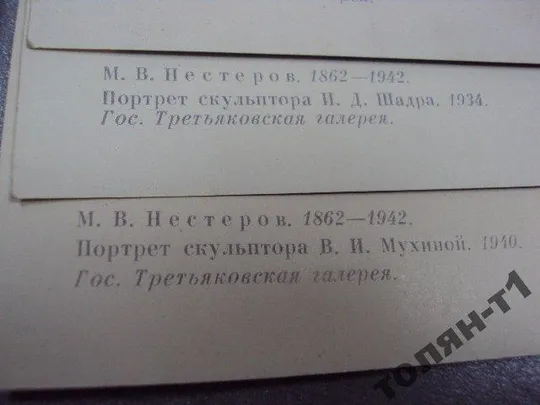 М. В. Нестеров. 1862—1942.
Портрет скульптора И. Д. Шадра. 1934.
Гос. Третьяковская галерея.
М. В. Нестеров. 1862—1942.
Портрет скульптора В. И. Мухиной. 1940.
Гос. Третьяковская галерея.
толян-т1